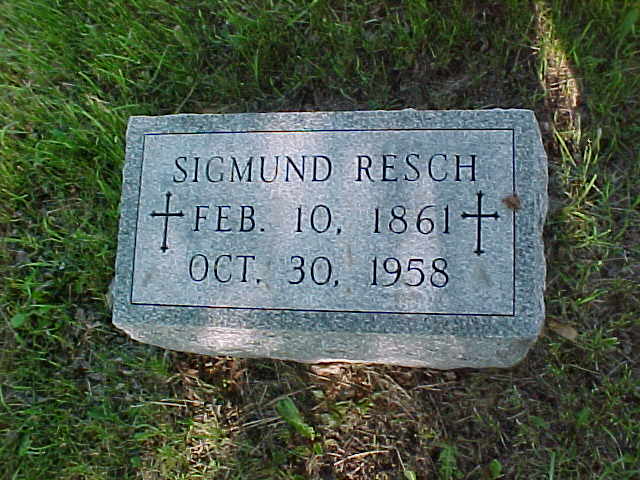 SIGMUND RESCH
FEB. 10, 1861
OCT. 30, 1958